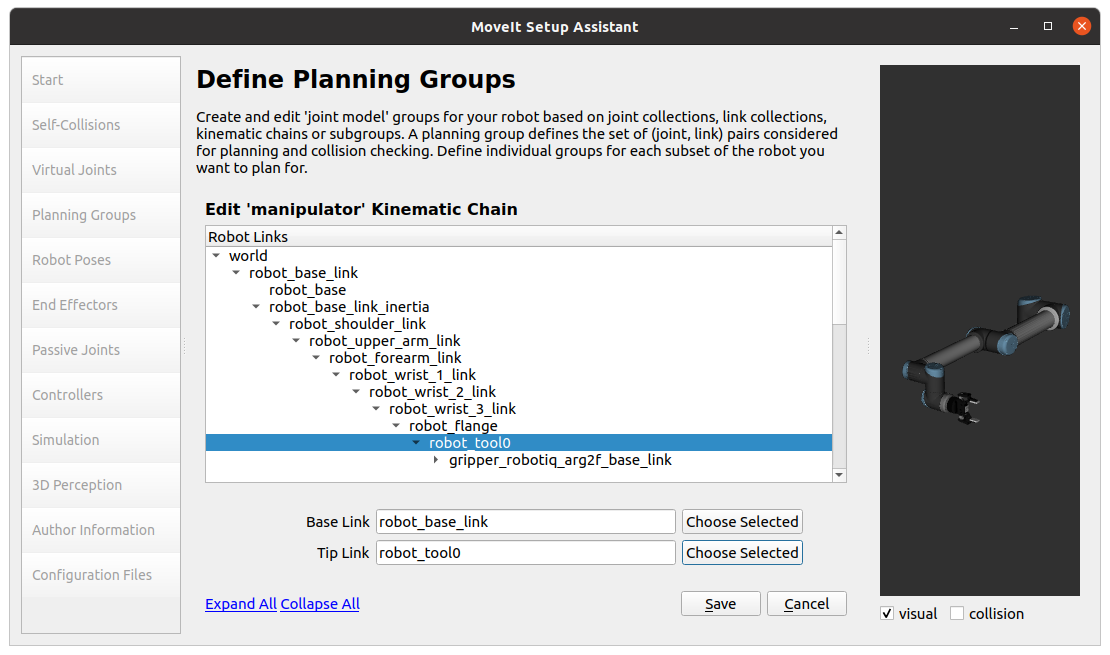 MoveIt Setup Assistant
Start
Self-Collisions
Virtual Joints
Planning Groups
Robot Poses
End Effectors
Passive Joints
Controllers
Simulation
3D Perception
Author Information
Configuration Files
Define Planning Groups
Create and edit 'joint model' groups for your robot based on joint collections, link collections,
kinematic chains or subgroups. A planning group defines the set of (joint, link) pairs considered
for planning and collision checking. Define individual groups for each subset of the robot you
want to plan for.
Edit 'manipulator' Kinematic Chain
Robot Links
world
robot_base_link
robot_base
robot_base_link_inertia
robot_shoulder_link
robot_upper_arm_link
robot_forearm_link
robot_wrist_1_link
robot_wrist_2_link
robot_wrist_3_link
robot_flange
robot_tool0
gripper_robotiq_arg2f_base_link
Base Link robot_base_link Choose Selected
Tip Link robot_tool0 Choose Selected
Expand All Collapse All Save Cancel
visual collision